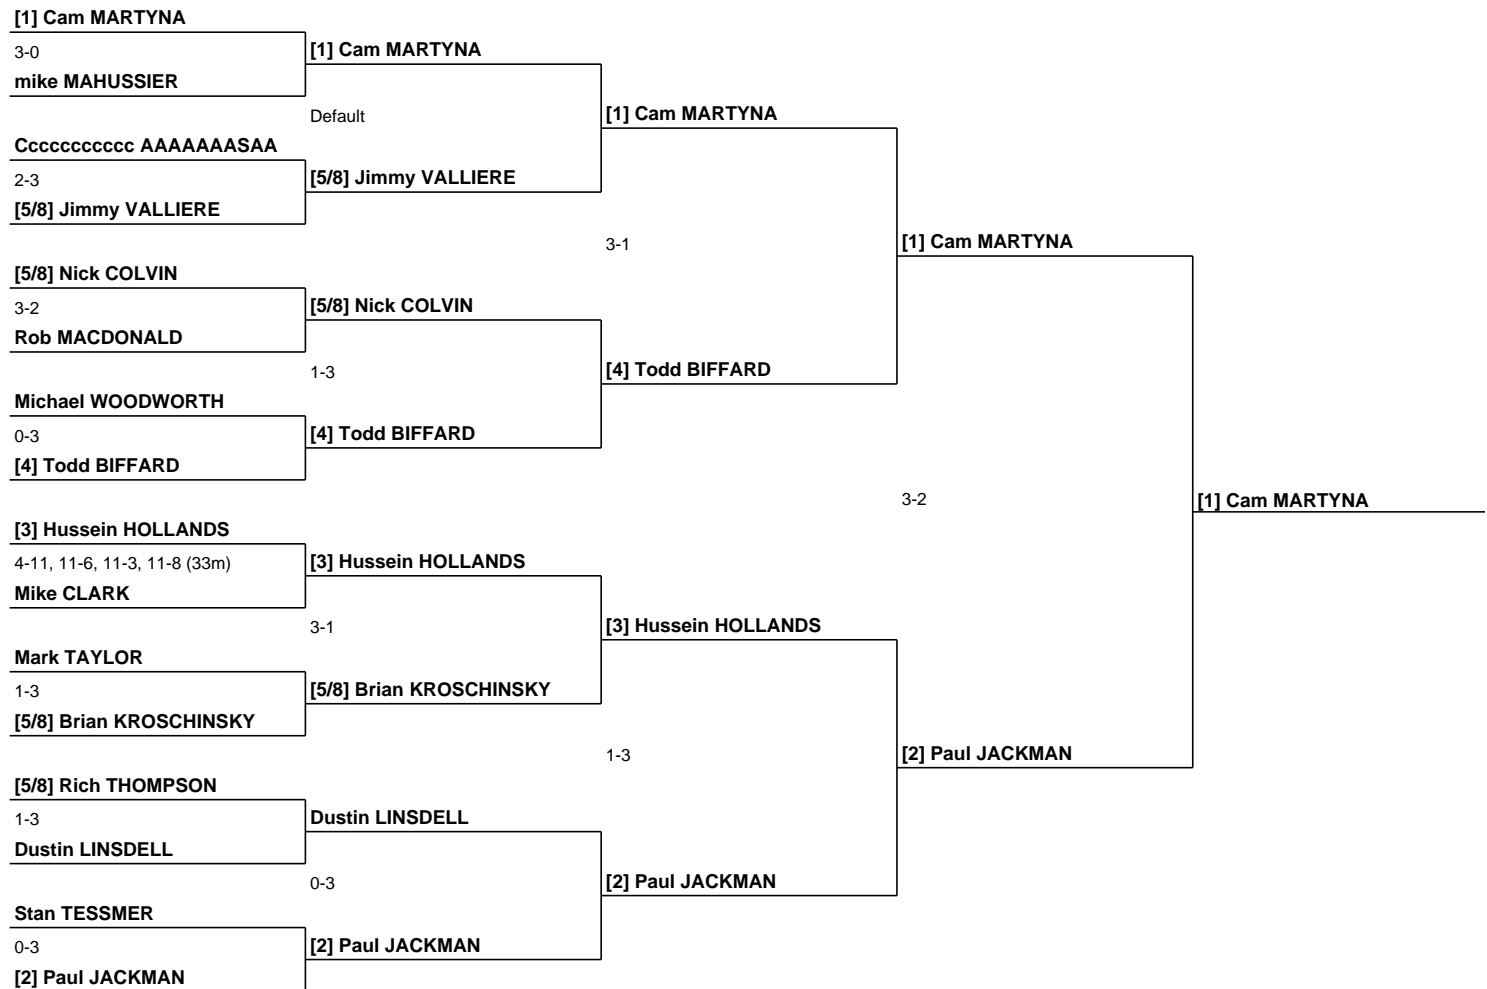 [1] Cam MARTYNA
3-0
mike MAHUSSIER
Ccccccccccc AAAAAAASAA
2-3
[5/8] Jimmy VALLIERE
[5/8] Nick COLVIN
3-2
Rob MACDONALD
Michael WOODWORTH
0-3
[4] Todd BIFFARD
[3] Hussein HOLLANDS
4-11, 11-6, 11-3, 11-8 (33m)
Mike CLARK
Mark TAYLOR
1-3
[5/8] Brian KROSCHINSKY
[5/8] Rich THOMPSON
1-3
Dustin LINSDELL
Stan TESSMER
0-3
[2] Paul JACKMAN
[1] Cam MARTYNA
Default
[5/8] Jimmy VALLIERE
[5/8] Nick COLVIN
1-3
[4] Todd BIFFARD
[3] Hussein HOLLANDS
3-1
[5/8] Brian KROSCHINSKY
Dustin LINSDELL
0-3
[2] Paul JACKMAN
[1] Cam MARTYNA
3-1
[4] Todd BIFFARD
[3] Hussein HOLLANDS
1-3
[2] Paul JACKMAN
[1] Cam MARTYNA
3-2
[2] Paul JACKMAN
[1] Cam MARTYNA